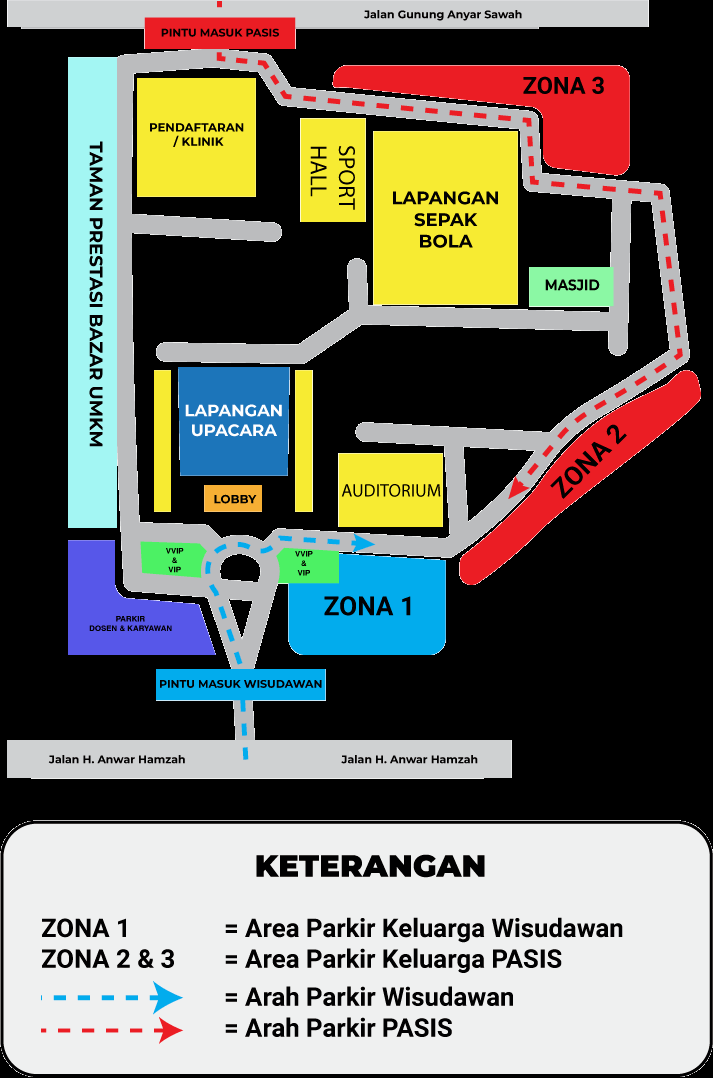 Jalan Gunung Anyar Sawah
PINTU MASUK PASIS
ZONA 3
PENDAFTARAN
/ KLINIK
SPORT
HALL
LAPANGAN
SEPAK
BOLA
TAMAN PRESTASI BAZAR UMKM
MASJID
LAPANGAN
UPACARA
ZONA 2
AUDITORIUM
LOBBY
VVIP
&
VIP
VVIP
&
VIP
ZONA 1
PARKIR
DOSEN & KARYAWAN
PINTU MASUK WISUDAWAN
Jalan H. Anwar Hamzah
Jalan H. Anwar Hamzah
KETERANGAN
ZONA 1 = Area Parkir Keluarga Wisudawan
ZONA 2 & 3 = Area Parkir Keluarga PASIS
= Arah Parkir Wisudawan
= Arah Parkir PASIS